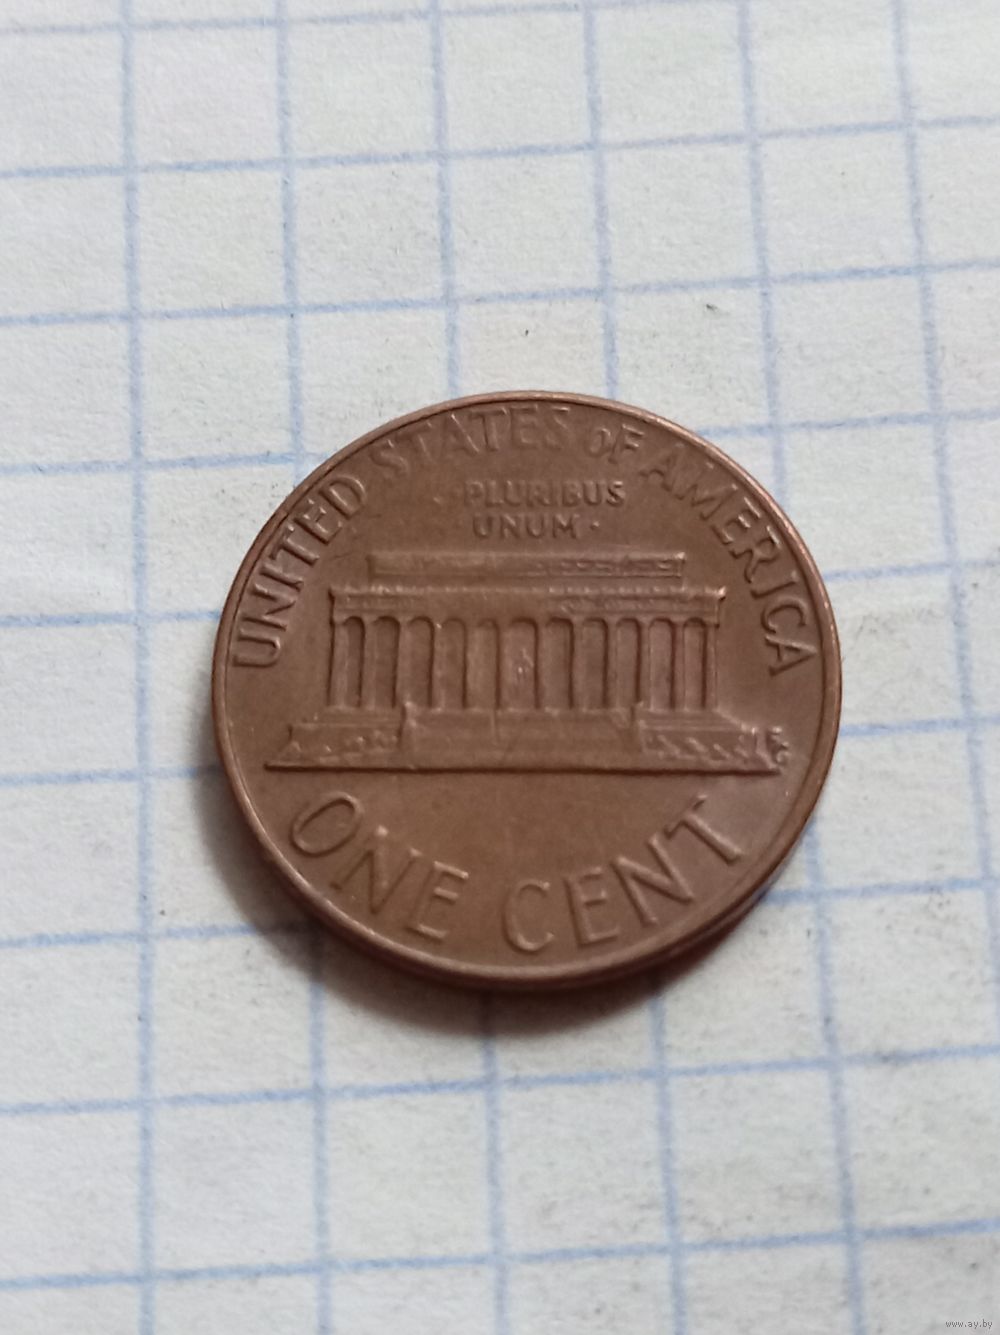 UNITED STATES OF AMERICA
PLURIBUS
UNUM ·
ONE CENT
www.ay.by